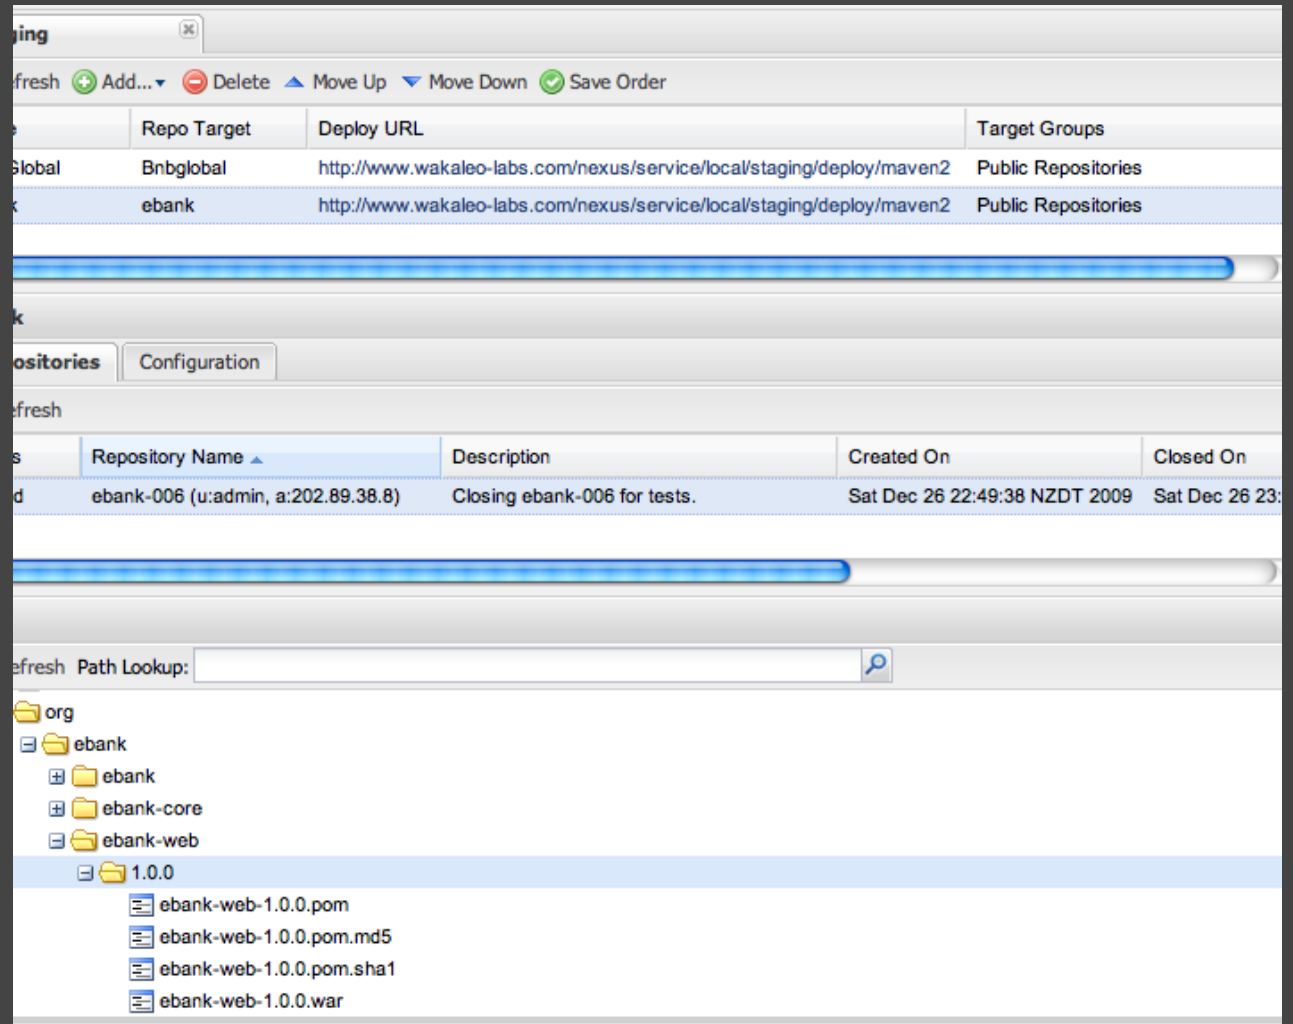 ging
efresh Add... Delete Move Up Move Down Save Order
e Repo Target Deploy URL Target Groups
Global Bnbglobal http://www.wakaleo-labs.com/nexus/service/local/staging/deploy/maven2 Public Repositories
k ebank http://www.wakaleo-labs.com/nexus/service/local/staging/deploy/maven2 Public Repositories
k
ositories Configuration
efresh
s Repository Name Description Created On Closed On
d ebank-006 (u:admin, a:202.89.38.8) Closing ebank-006 for tests. Sat Dec 26 22:49:38 NZDT 2009 Sat Dec 26 23:
efresh Path Lookup:
org
ebank
ebank
ebank-core
ebank-web
1.0.0
ebank-web-1.0.0.pom
ebank-web-1.0.0.pom.md5
ebank-web-1.0.0.pom.sha1
ebank-web-1.0.0.war